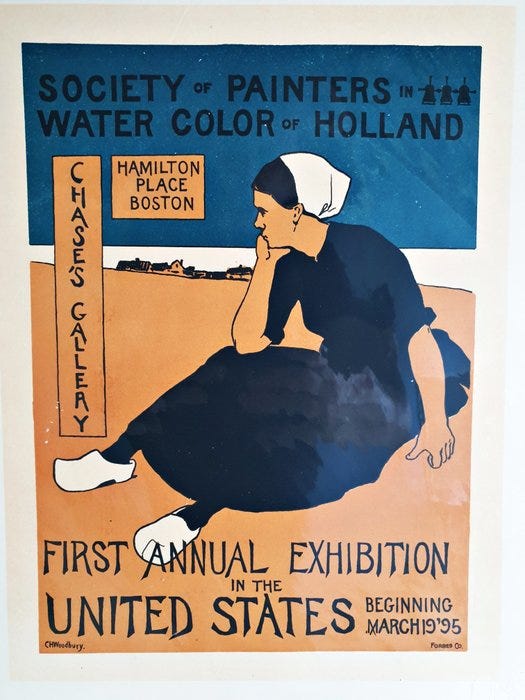 SOCIETY OF PAINTERS IN
WATER COLOR OF HOLLAND
CHASE'S GALLERY
HAMILTON
PLACE
BOSTON
FIRST ANNUAL EXHIBITION
IN THE
UNITED STATES
BEGINNING
MARCH 19 '95
CHWoodbury.
FORBES CO.